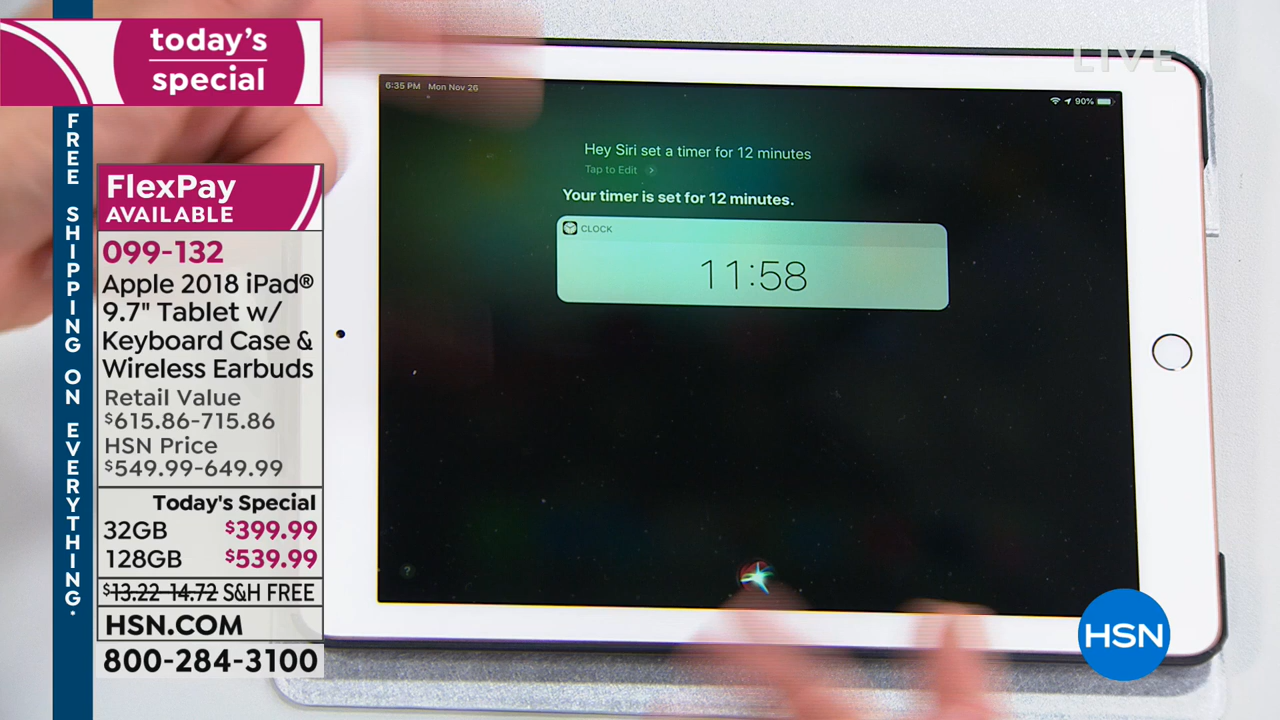 today's
special
FREE SHIPPING ON EVERYTHING.
FlexPay
AVAILABLE
099-132
Apple 2018 iPad®
9.7" Tablet w/
Keyboard Case &
Wireless Earbuds
Retail Value
$615.86-715.86
HSN Price
$549.99-649.99
Today's Special
32GB $399.99
128GB $539.99
$13.22-14.72 S&H FREE
HSN.COM
800-284-3100
LIVE
6:35 PM Mon Nov 26
90%
Hey Siri set a timer for 12 minutes
Tap to Edit >
Your timer is set for 12 minutes.
CLOCK
11:58
?
HSN